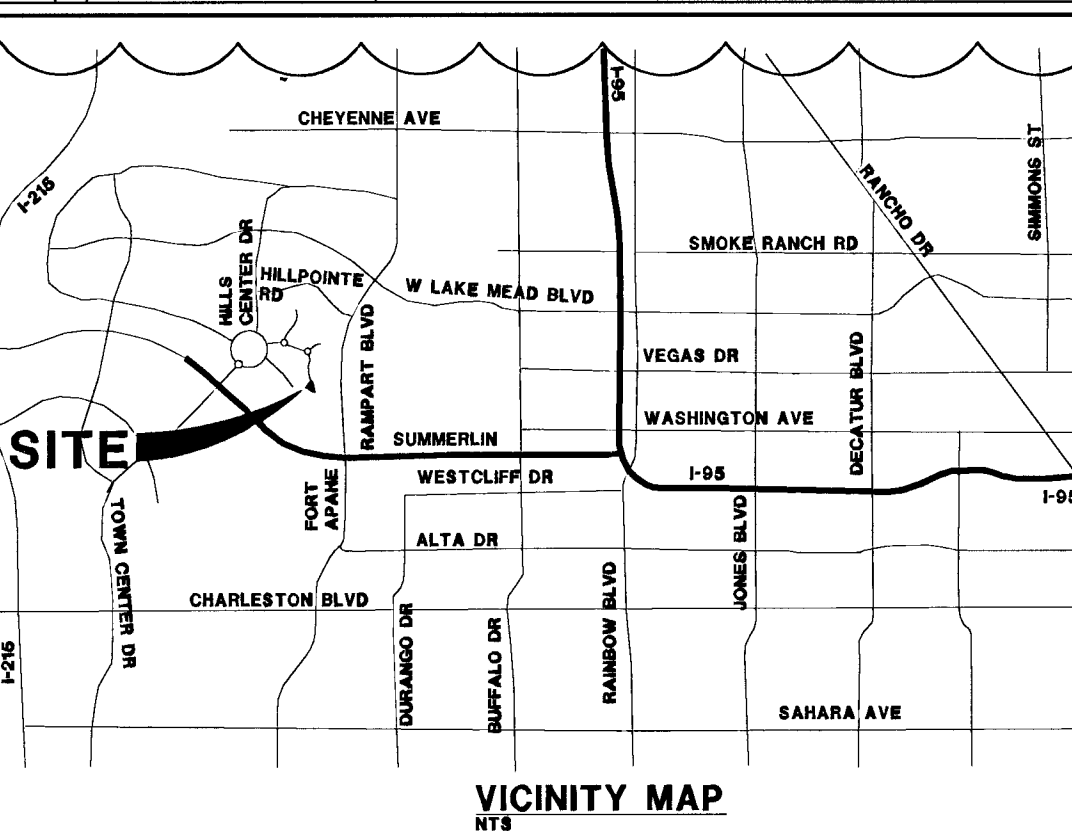 I-95
CHEYENNE AVE
SIMMONS ST
I-215
RANCHO DR
HILLS
CENTER DR
SMOKE RANCH RD
HILLPOINTE
RD
W LAKE MEAD BLVD
RAMPART BLVD
VEGAS DR
DECATUR BLVD
WASHINGTON AVE
SITE
SUMMERLIN
WESTCLIFF DR
I-95
I-95
FORT
APANE
TOWN CENTER DR
JONES BLVD
ALTA DR
CHARLESTON BLVD
RAINBOW BLVD
DURANGO DR
BUFFALO DR
I-215
SAHARA AVE
VICINITY MAP
NTS